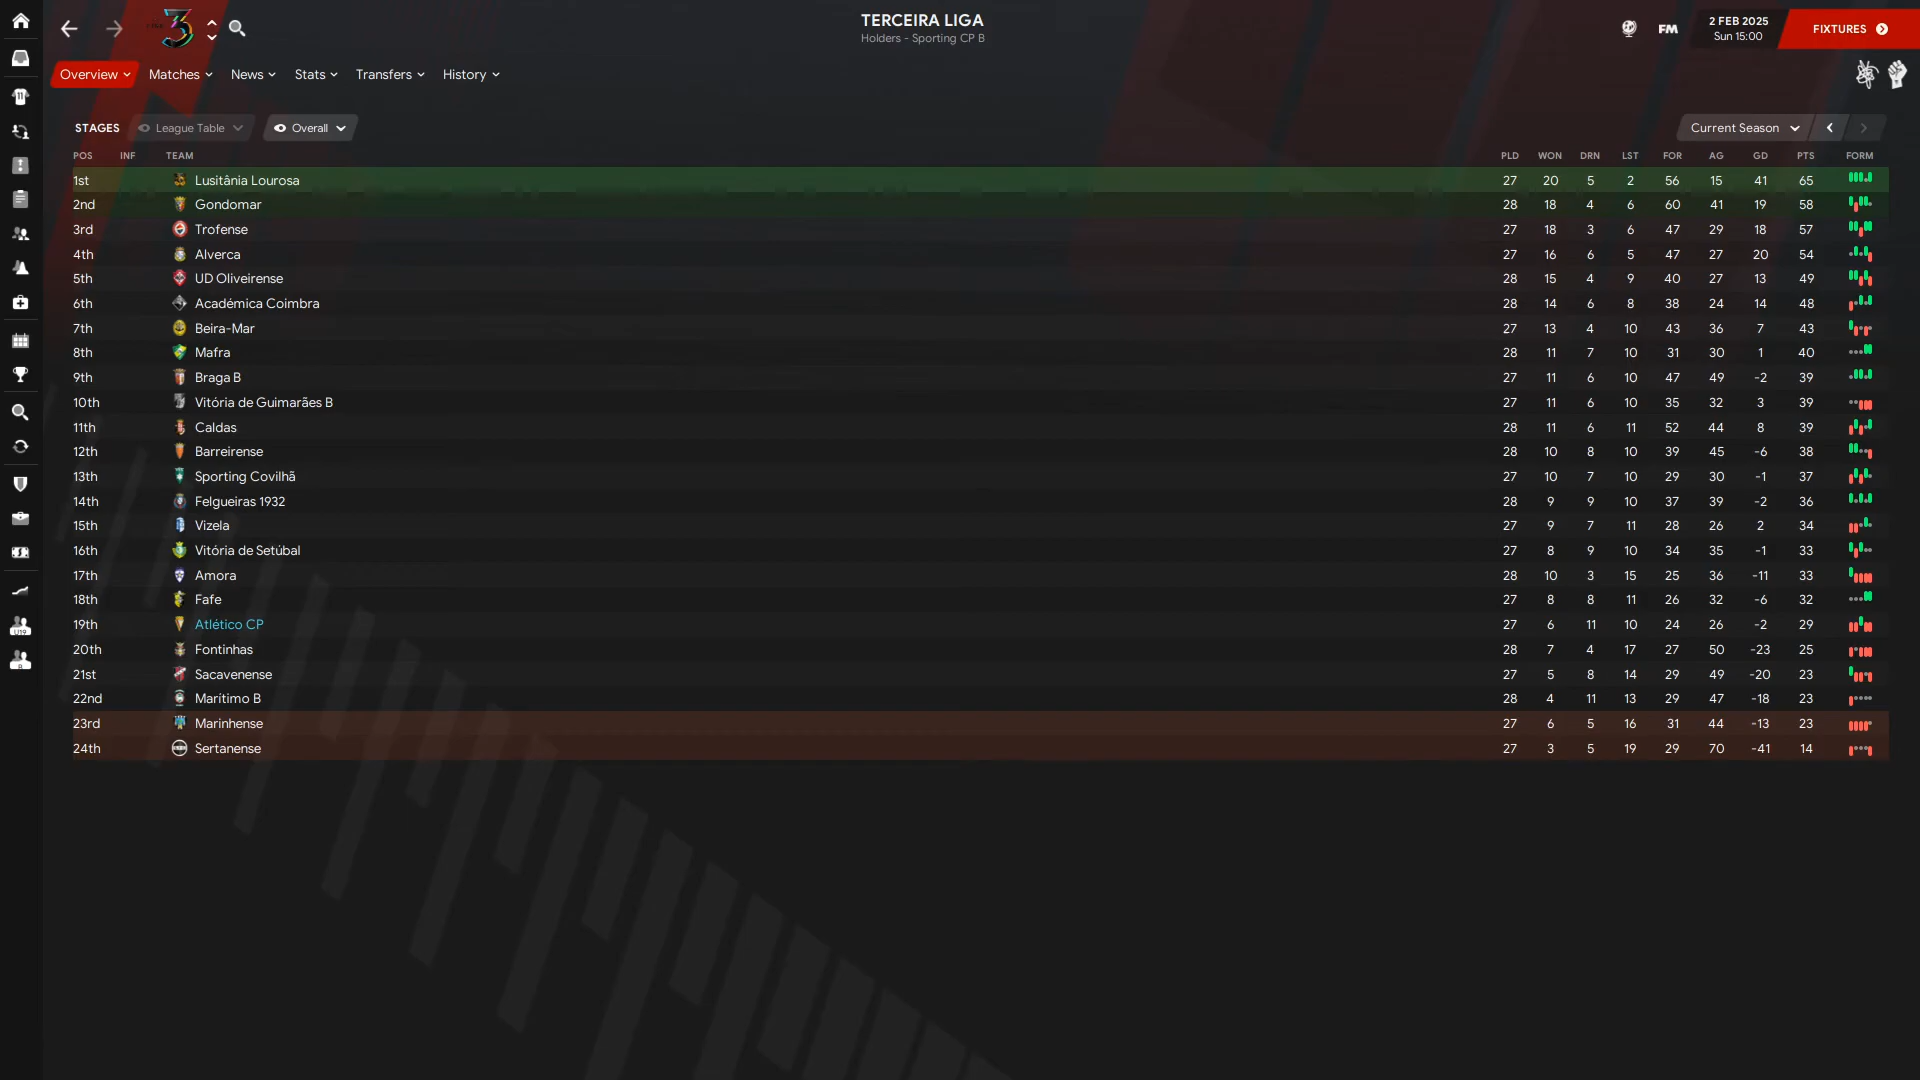 TERCEIRA LIGA
Holders - Sporting CP B
FM
2 FEB 2025
Sun 15:00
FIXTURES
Overview Matches News Stats Transfers History
STAGES League Table Overall Current Season
POS INF TEAM PLD WON DRN LST FOR AG GD PTS FORM
1st Lusitânia Lourosa 27 20 5 2 56 15 41 65
2nd Gondomar 28 18 4 6 60 41 19 58
3rd Trofense 27 18 3 6 47 29 18 57
4th Alverca 27 16 6 5 47 27 20 54
5th UD Oliveirense 28 15 4 9 40 27 13 49
6th Académica Coimbra 28 14 6 8 38 24 14 48
7th Beira-Mar 27 13 4 10 43 36 7 43
8th Mafra 28 11 7 10 31 30 1 40
9th Braga B 27 11 6 10 47 49 -2 39
10th Vitória de Guimarães B 27 11 6 10 35 32 3 39
11th Caldas 28 11 6 11 52 44 8 39
12th Barreirense 28 10 8 10 39 45 -6 38
13th Sporting Covilhã 27 10 7 10 29 30 -1 37
14th Felgueiras 1932 28 9 9 10 37 39 -2 36
15th Vizela 27 9 7 11 28 26 2 34
16th Vitória de Setúbal 27 8 9 10 34 35 -1 33
17th Amora 28 10 3 15 25 36 -11 33
18th Fafe 27 8 8 11 26 32 -6 32
19th Atlético CP 27 6 11 10 24 26 -2 29
20th Fontinhas 28 7 4 17 27 50 -23 25
21st Sacavenense 27 5 8 14 29 49 -20 23
22nd Marítimo B 28 4 11 13 29 47 -18 23
23rd Marinhense 27 6 5 16 31 44 -13 23
24th Sertanense 27 3 5 19 29 70 -41 14